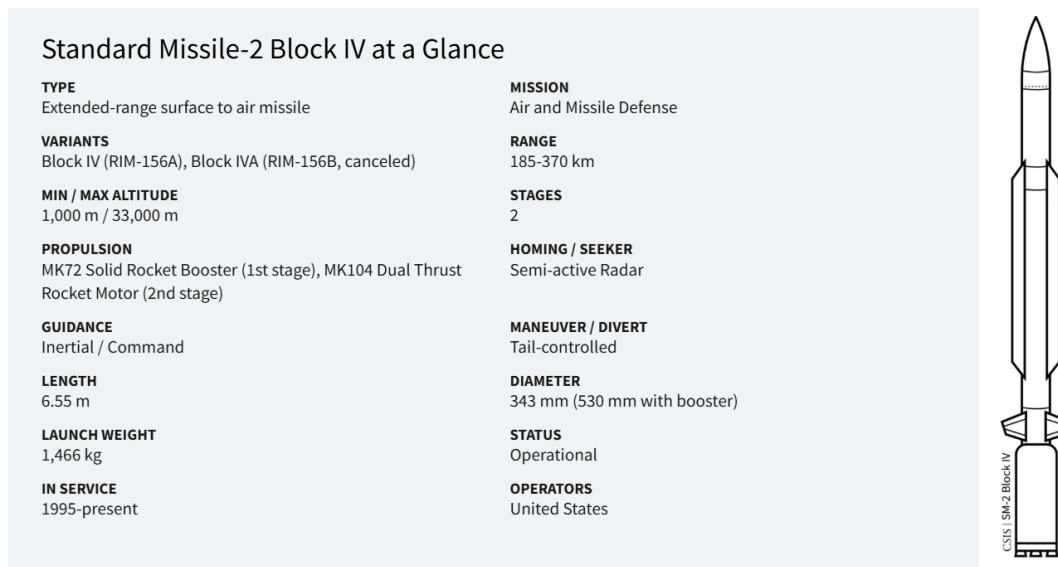 Standard Missile-2 Block IV at a Glance
TYPE
Extended-range surface to air missile
MISSION
Air and Missile Defense
VARIANTS
Block IV (RIM-156A), Block IVA (RIM-156B, canceled)
RANGE
185-370 km
MIN / MAX ALTITUDE
1,000 m / 33,000 m
STAGES
2
PROPULSION
MK72 Solid Rocket Booster (1st stage), MK104 Dual Thrust
Rocket Motor (2nd stage)
HOMING / SEEKER
Semi-active Radar
GUIDANCE
Inertial / Command
MANEUVER / DIVERT
Tail-controlled
LENGTH
6.55 m
DIAMETER
343 mm (530 mm with booster)
LAUNCH WEIGHT
1,466 kg
STATUS
Operational
IN SERVICE
1995-present
OPERATORS
United States
CSIS | SM-2 Block IV